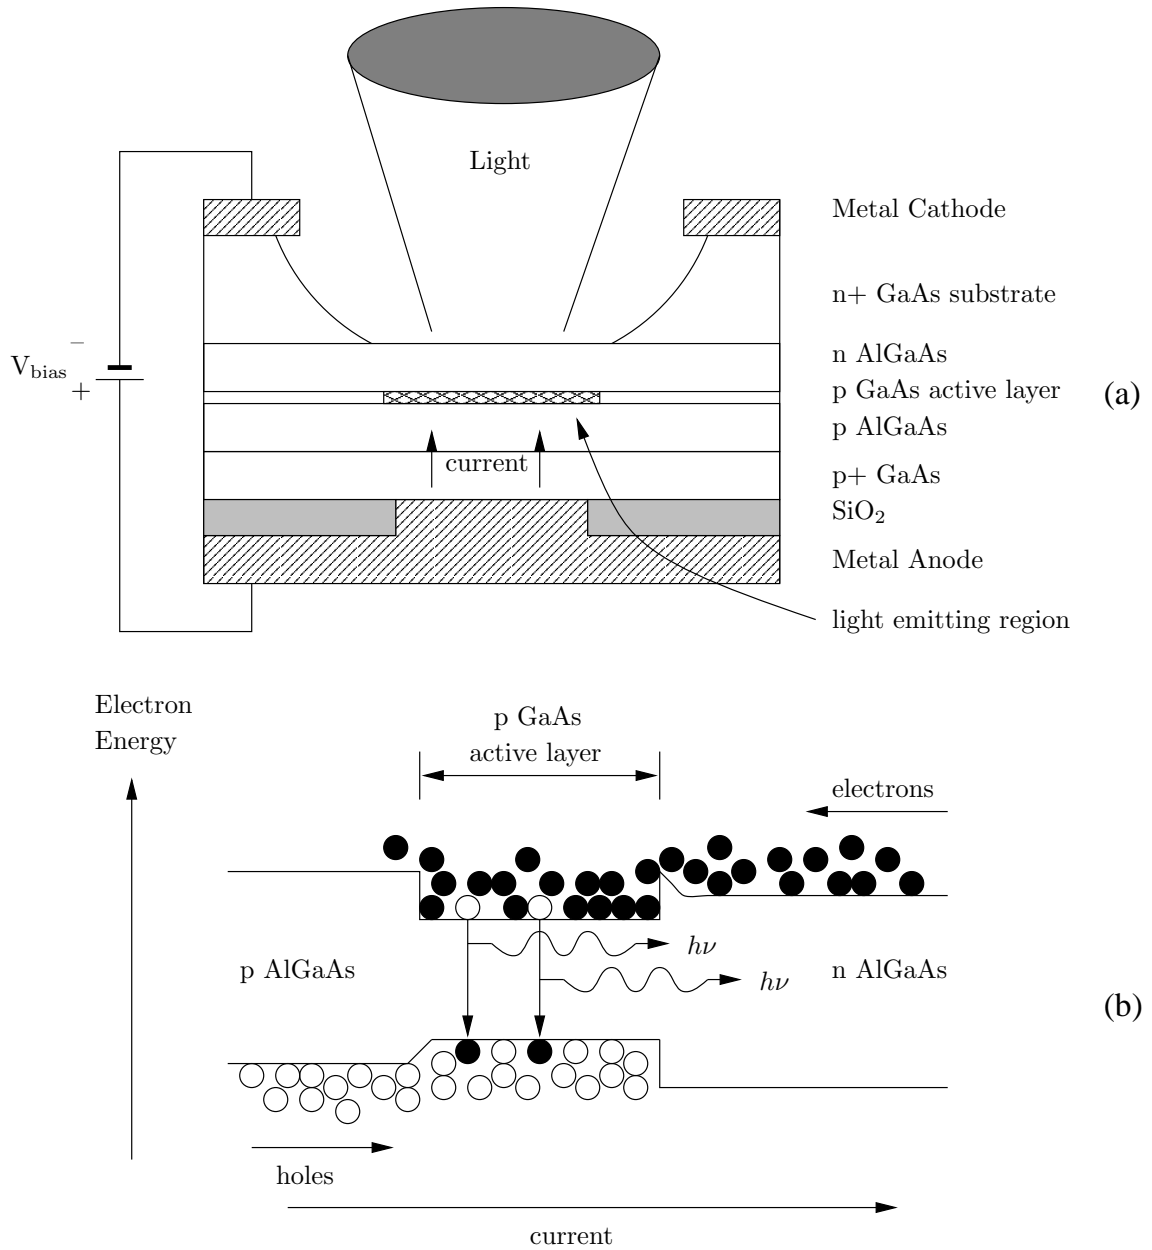 Light
Metal Cathode
n+ GaAs substrate
n AlGaAs
−
V_bias
+
p GaAs active layer
(a)
p AlGaAs
current
p+ GaAs
SiO₂
Metal Anode
light emitting region
Electron
Energy
p GaAs
active layer
electrons
hν
p AlGaAs
hν
n AlGaAs
(b)
holes
current